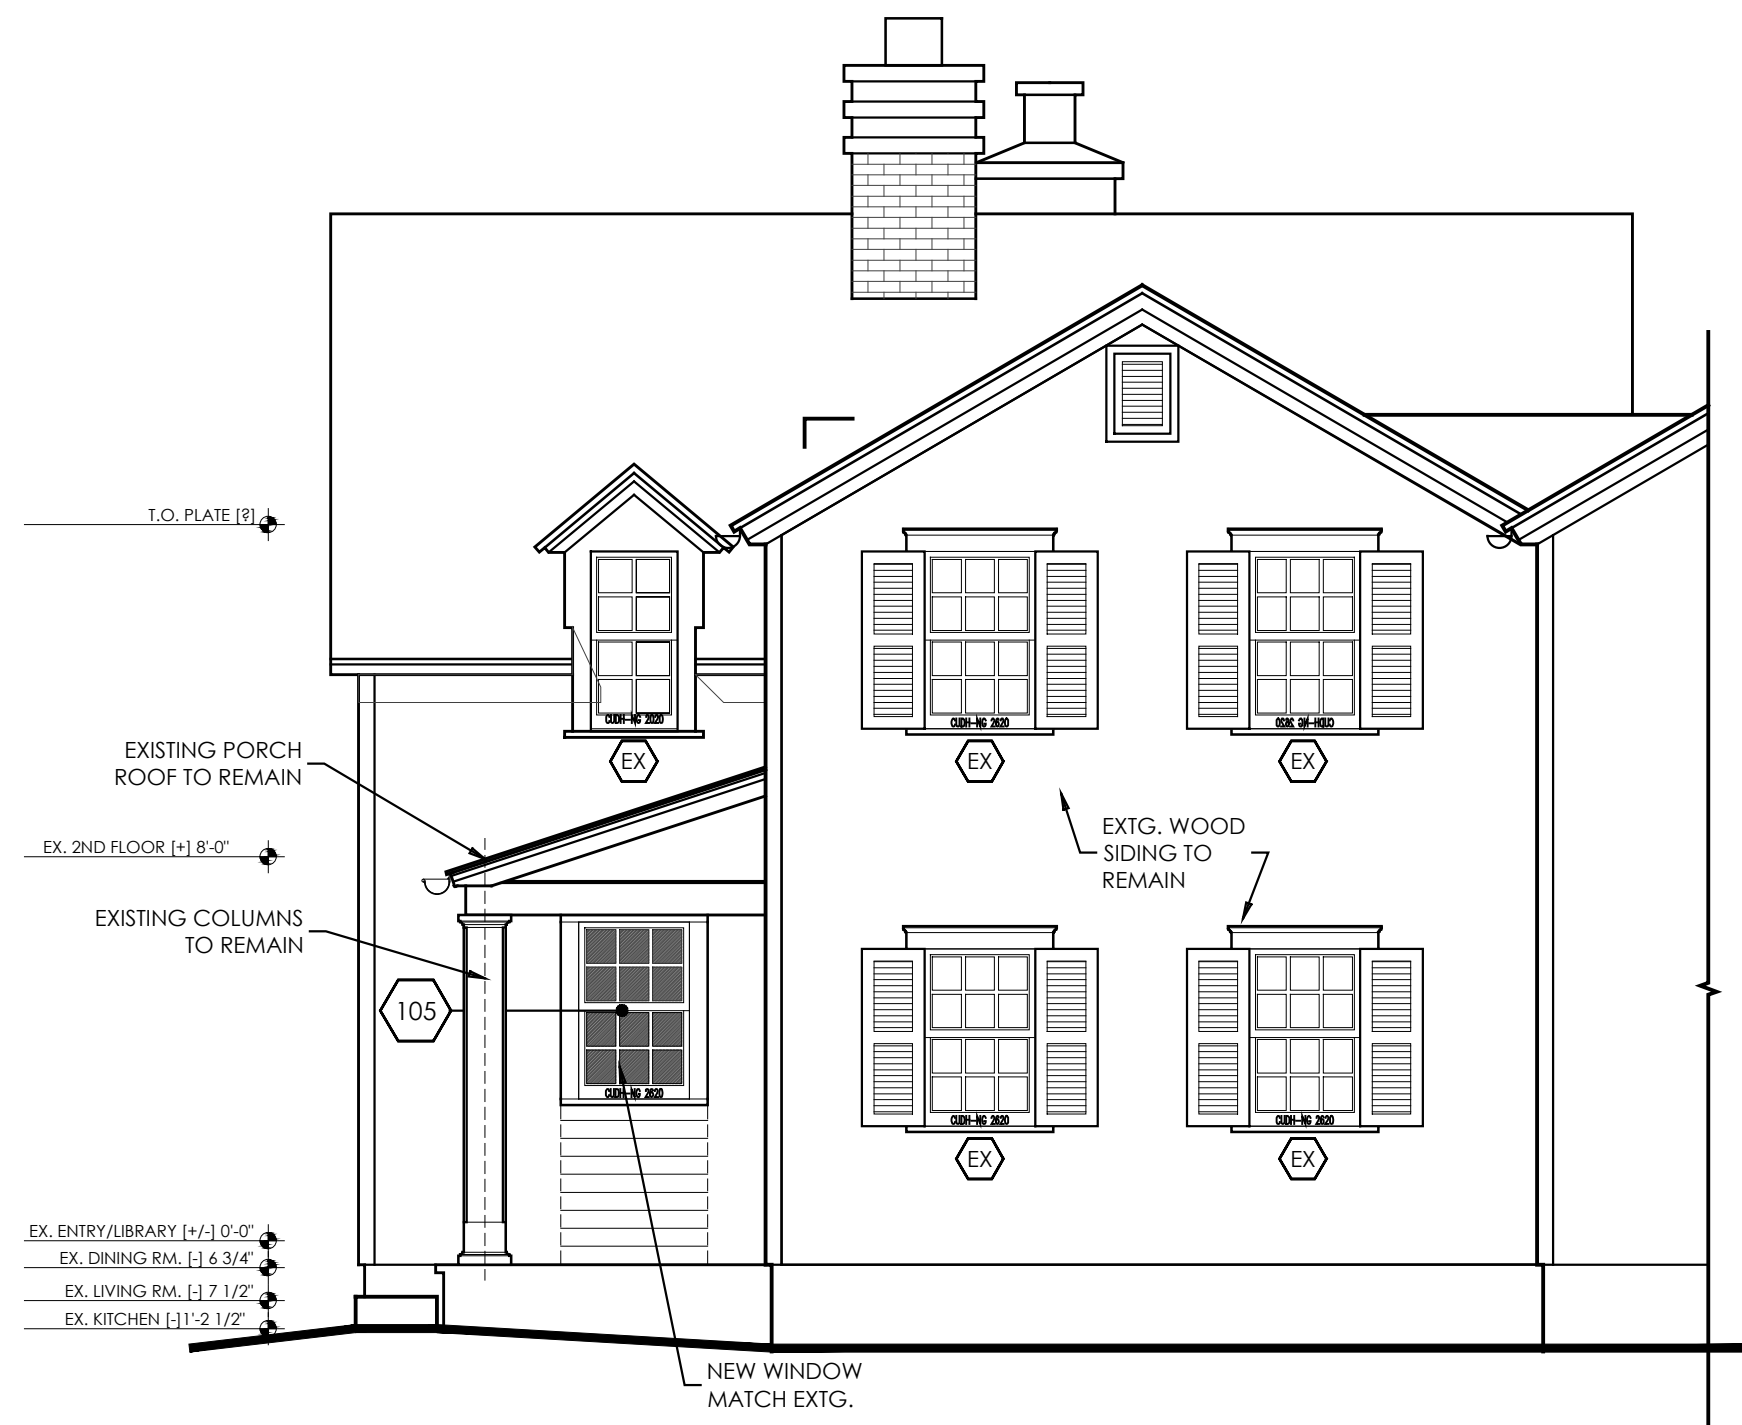 T.O. PLATE [?]
CUDH-NG 2020
CUDH-NG 2620
CUDH-NG 2620
EX
EX
EX
EXISTING PORCH
ROOF TO REMAIN
EXTG. WOOD
SIDING TO
REMAIN
EX. 2ND FLOOR [+] 8'-0"
EXISTING COLUMNS
TO REMAIN
105
CUDH-NG 2620
CUDH-NG 2620
CUDH-NG 2620
EX
EX
EX. ENTRY/LIBRARY [+/-] 0'-0"
EX. DINING RM. [-] 6 3/4"
EX. LIVING RM. [-] 7 1/2"
EX. KITCHEN [-]1'-2 1/2"
NEW WINDOW
MATCH EXTG.